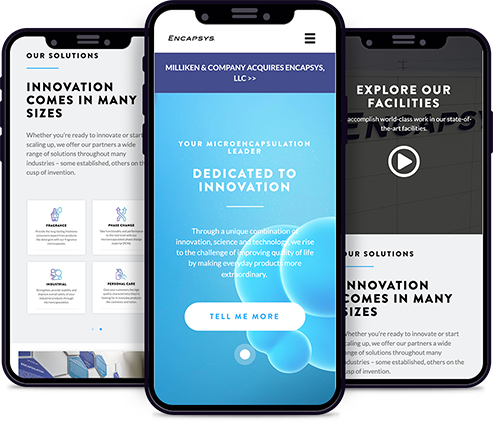 OUR SOLUTIONS
INNOVATION
COMES IN MANY
SIZES
Whether you're ready to innovate or start
scaling up, we offer our partners a wide
range of solutions throughout many
industries – some established, others on the
cusp of invention.
FRAGRANCE
PHASE CHANGE
INDUSTRIAL
PERSONAL CARE
ENCAPSYS
MILLIKEN & COMPANY ACQUIRES ENCAPSYS,
LLC >>
YOUR MICROENCAPSULATION
LEADER
DEDICATED TO
INNOVATION
Through a unique combination of
innovation, science and technology, we rise
to the challenge of improving quality of life
by making everyday products more
extraordinary.
TELL ME MORE
EXPLORE OUR
FACILITIES
accomplish world-class work in our state-of-
the-art facilities.
ENCAPSY
OUR SOLUTIONS
INNOVATION
COMES IN MANY
SIZES
Whether you're ready to innovate or start
scaling up, we offer our partners a wide
range of solutions throughout many
industries – some established, others on the
cusp of invention.